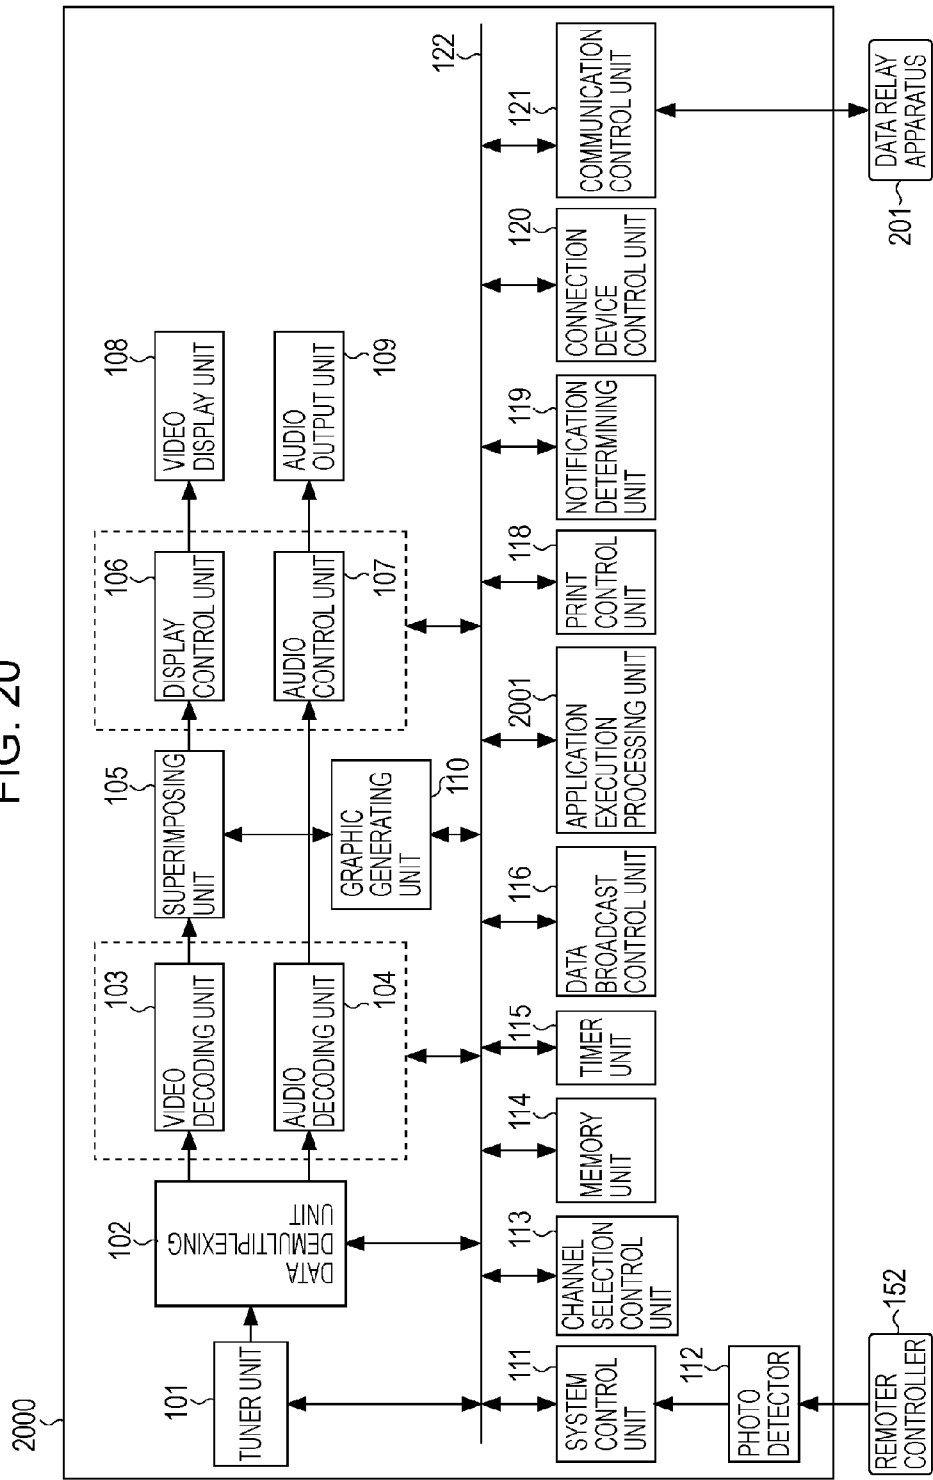 FIG. 20
2000
101
TUNER UNIT
102
DATA
DEMULTIPLEXING
UNIT
103
VIDEO
DECODING UNIT
104
AUDIO
DECODING UNIT
105
SUPERIMPOSING
UNIT
106
DISPLAY
CONTROL UNIT
107
AUDIO
CONTROL UNIT
108
VIDEO
DISPLAY UNIT
109
AUDIO
OUTPUT UNIT
110
GRAPHIC
GENERATING
UNIT
122
111
SYSTEM
CONTROL
UNIT
113
CHANNEL
SELECTION
CONTROL
UNIT
114
MEMORY
UNIT
115
TIMER
UNIT
116
DATA
BROADCAST
CONTROL UNIT
2001
APPLICATION
EXECUTION
PROCESSING UNIT
118
PRINT
CONTROL
UNIT
119
NOTIFICATION
DETERMINING
UNIT
120
CONNECTION
DEVICE
CONTROL UNIT
121
COMMUNICATION
CONTROL UNIT
112
PHOTO
DETECTOR
152
REMOTER
CONTROLLER
201
DATA RELAY
APPARATUS